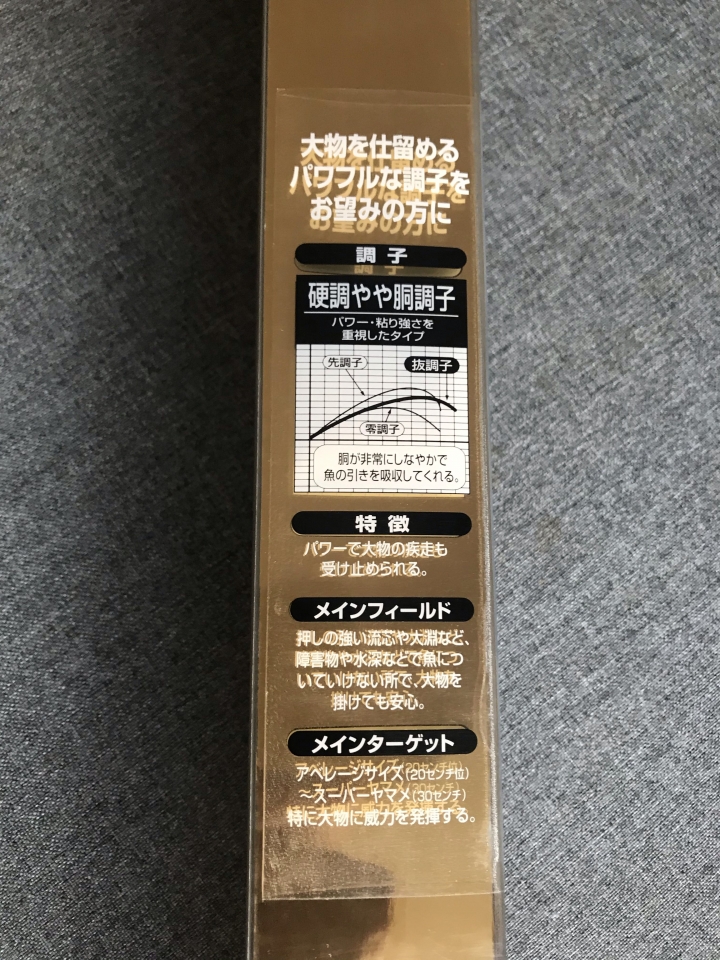 大物を仕留める
パワフルな調子を
お望みの方に
調子
硬調やや胴調子
パワー・粘り強さを
重視したタイプ
先調子
抜調子
零調子
胴が非常にしなやかで
魚の引きを吸収してくれる。
特徴
パワーで大物の疾走も
受け止められる。
メインフィールド
押しの強い流芯や大淵など、
障害物や水深などで魚につ
いていけない所で、大物を
掛けても安心。
メインターゲット
アベレージサイズ(20センチ位)
〜スーパーヤマメ(30センチ)
特に大物に威力を発揮する。